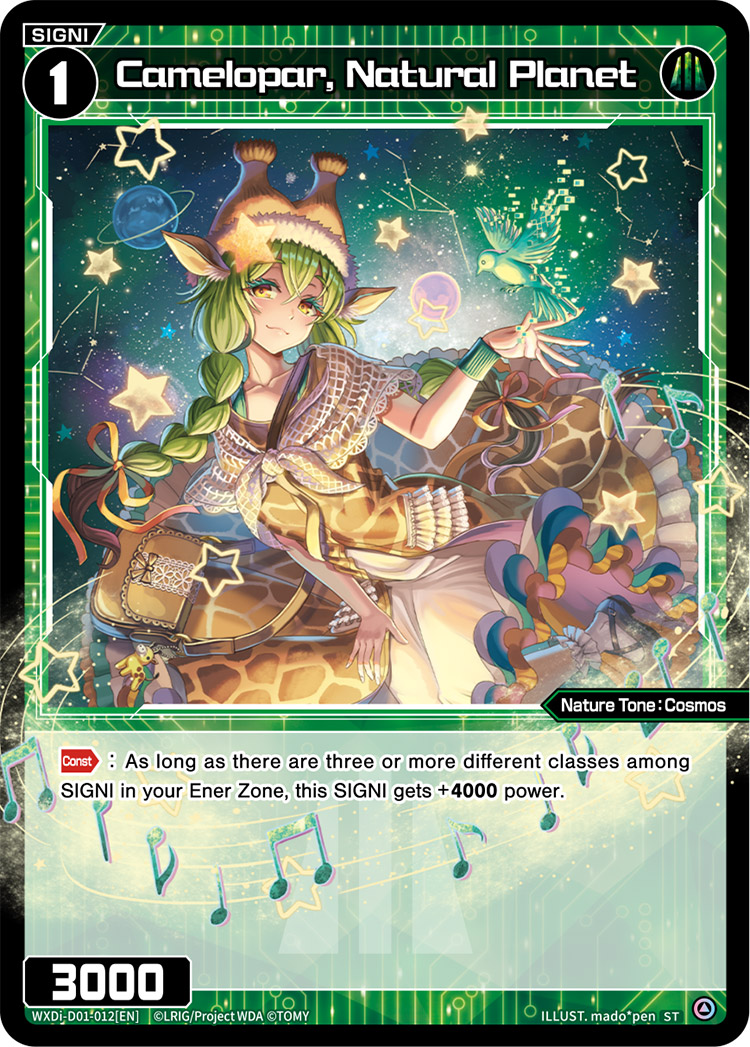 SIGNI
1
Camelopar, Natural Planet
Nature Tone:Cosmos
Const : As long as there are three or more different classes among
SIGNI in your Ener Zone, this SIGNI gets +4000 power.
3000
WXDi-D01-012[EN] ©LRIG/Project WDA ©TOMY ILLUST. mado*pen ST